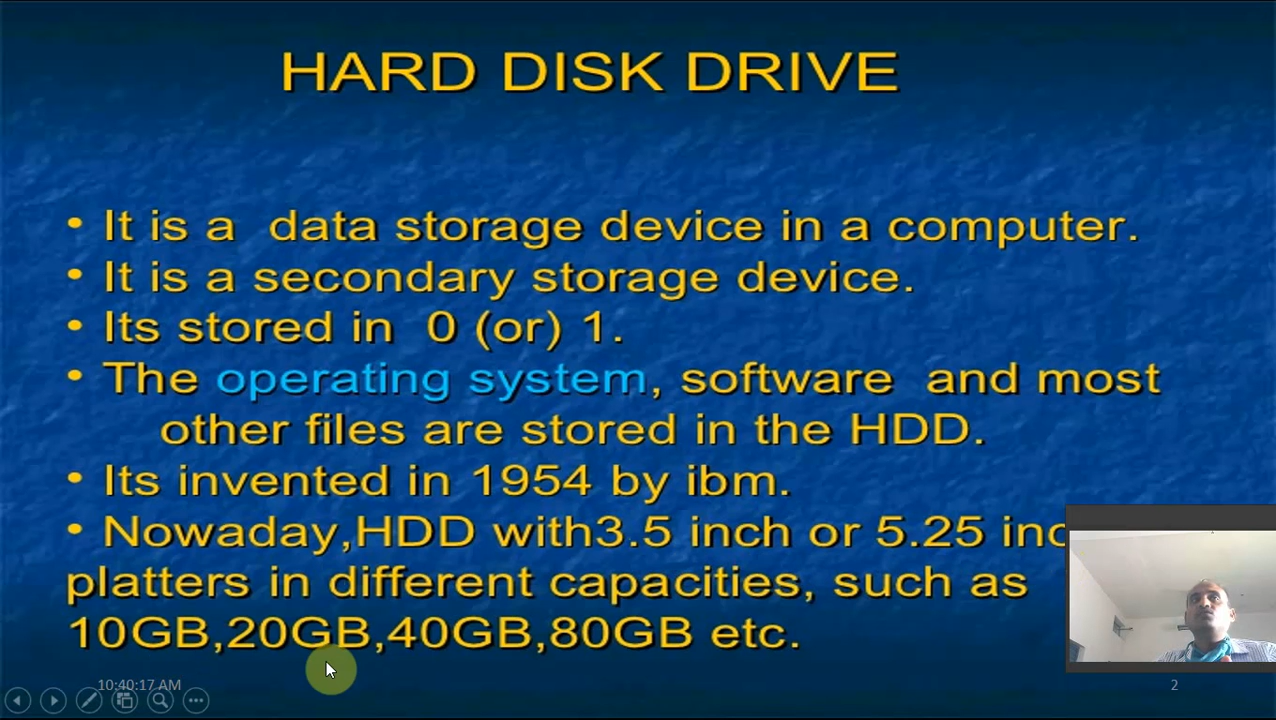 HARD DISK DRIVE
• It is a data storage device in a computer.
• It is a secondary storage device.
• Its stored in 0 (or) 1.
• The operating system, software and most
other files are stored in the HDD.
• Its invented in 1954 by ibm.
• Nowaday,HDD with3.5 inch or 5.25
platters in different capacities, such as
10GB,20GB,40GB,80GB etc.
10:40:17 AM
2